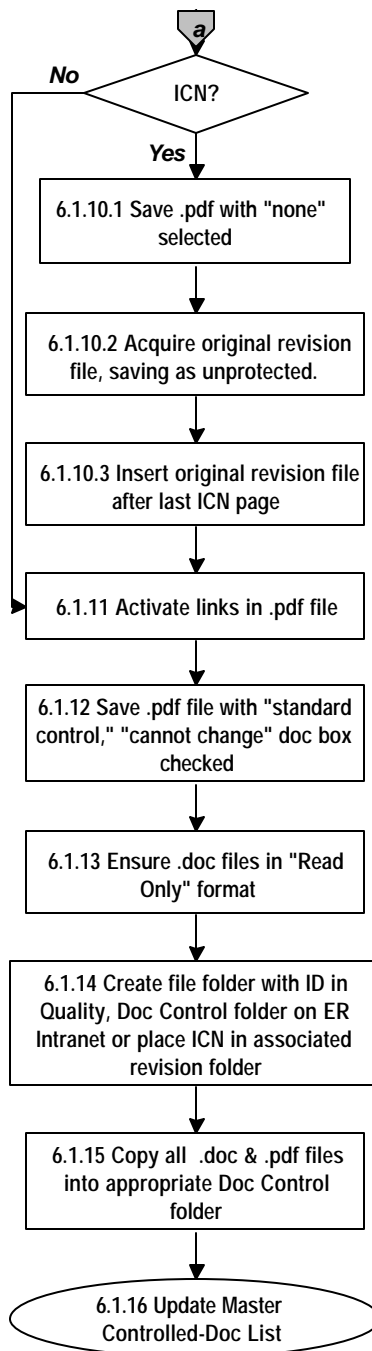 a
No
ICN?
Yes
6.1.10.1 Save .pdf with "none"
selected
6.1.10.2 Acquire original revision
file, saving as unprotected.
6.1.10.3 Insert original revision file
after last ICN page
6.1.11 Activate links in .pdf file
6.1.12 Save .pdf file with "standard
control," "cannot change" doc box
checked
6.1.13 Ensure .doc files in "Read
Only" format
6.1.14 Create file folder with ID in
Quality, Doc Control folder on ER
Intranet or place ICN in associated
revision folder
6.1.15 Copy all .doc & .pdf files
into appropriate Doc Control
folder
6.1.16 Update Master
Controlled-Doc List